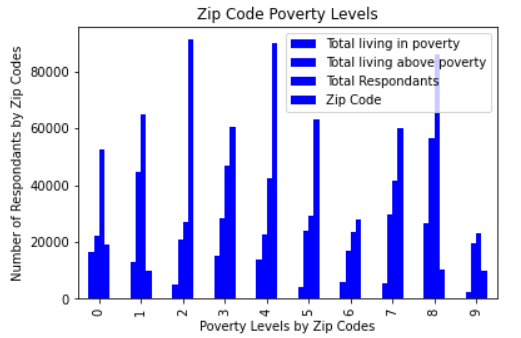 Zip Code Poverty Levels
Total living in poverty
Total living above poverty
Total Respondants
Zip Code
Number of Respondants by Zip Codes
80000
60000
40000
20000
0
0 1 2 3 4 5 6 7 8 9
Poverty Levels by Zip Codes